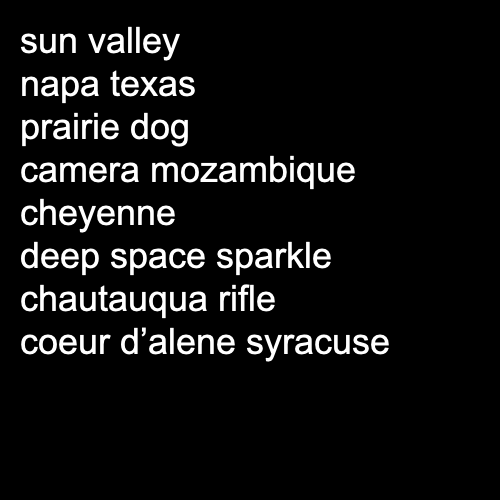 sun valley
napa texas
prairie dog
camera mozambique
cheyenne
deep space sparkle
chautauqua rifle
coeur d’alene syracuse